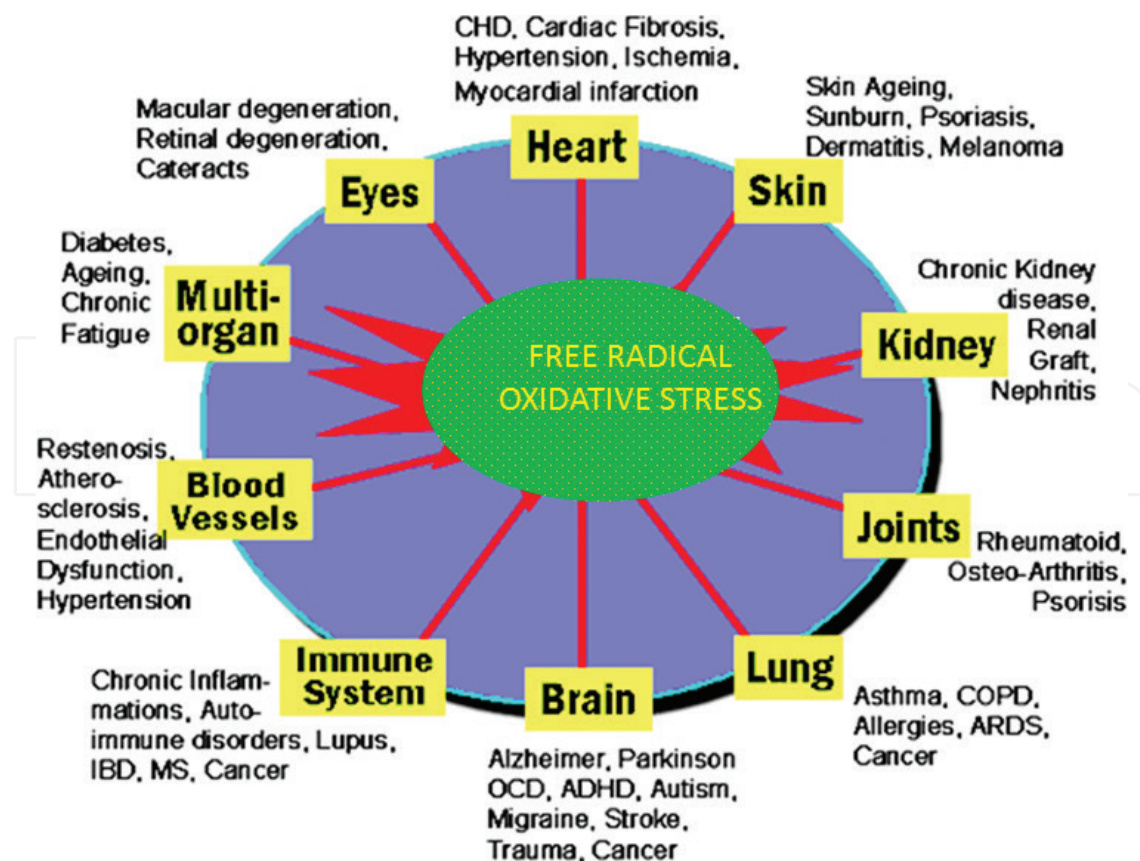 CHD, Cardiac Fibrosis,
Hypertension, Ischemia,
Myocardial infarction
Heart
Skin Ageing,
Sunburn, Psoriasis,
Dermatitis, Melanoma
Skin
Macular degeneration,
Retinal degeneration,
Cateracts
Eyes
Diabetes,
Ageing,
Chronic
Fatigue
Multi-
organ
Chronic Kidney
disease,
Renal
Graft,
Nephritis
Kidney
FREE RADICAL
OXIDATIVE STRESS
Restenosis,
Athero-
sclerosis,
Endothelial
Dysfunction,
Hypertension
Blood
Vessels
Joints
Rheumatoid,
Osteo-Arthritis,
Psorisis
Immune
System
Chronic Inflam-
mations, Auto-
immune disorders, Lupus,
IBD, MS, Cancer
Brain
Alzheimer, Parkinson
OCD, ADHD, Autism,
Migraine, Stroke,
Trauma, Cancer
Lung
Asthma, COPD,
Allergies, ARDS,
Cancer